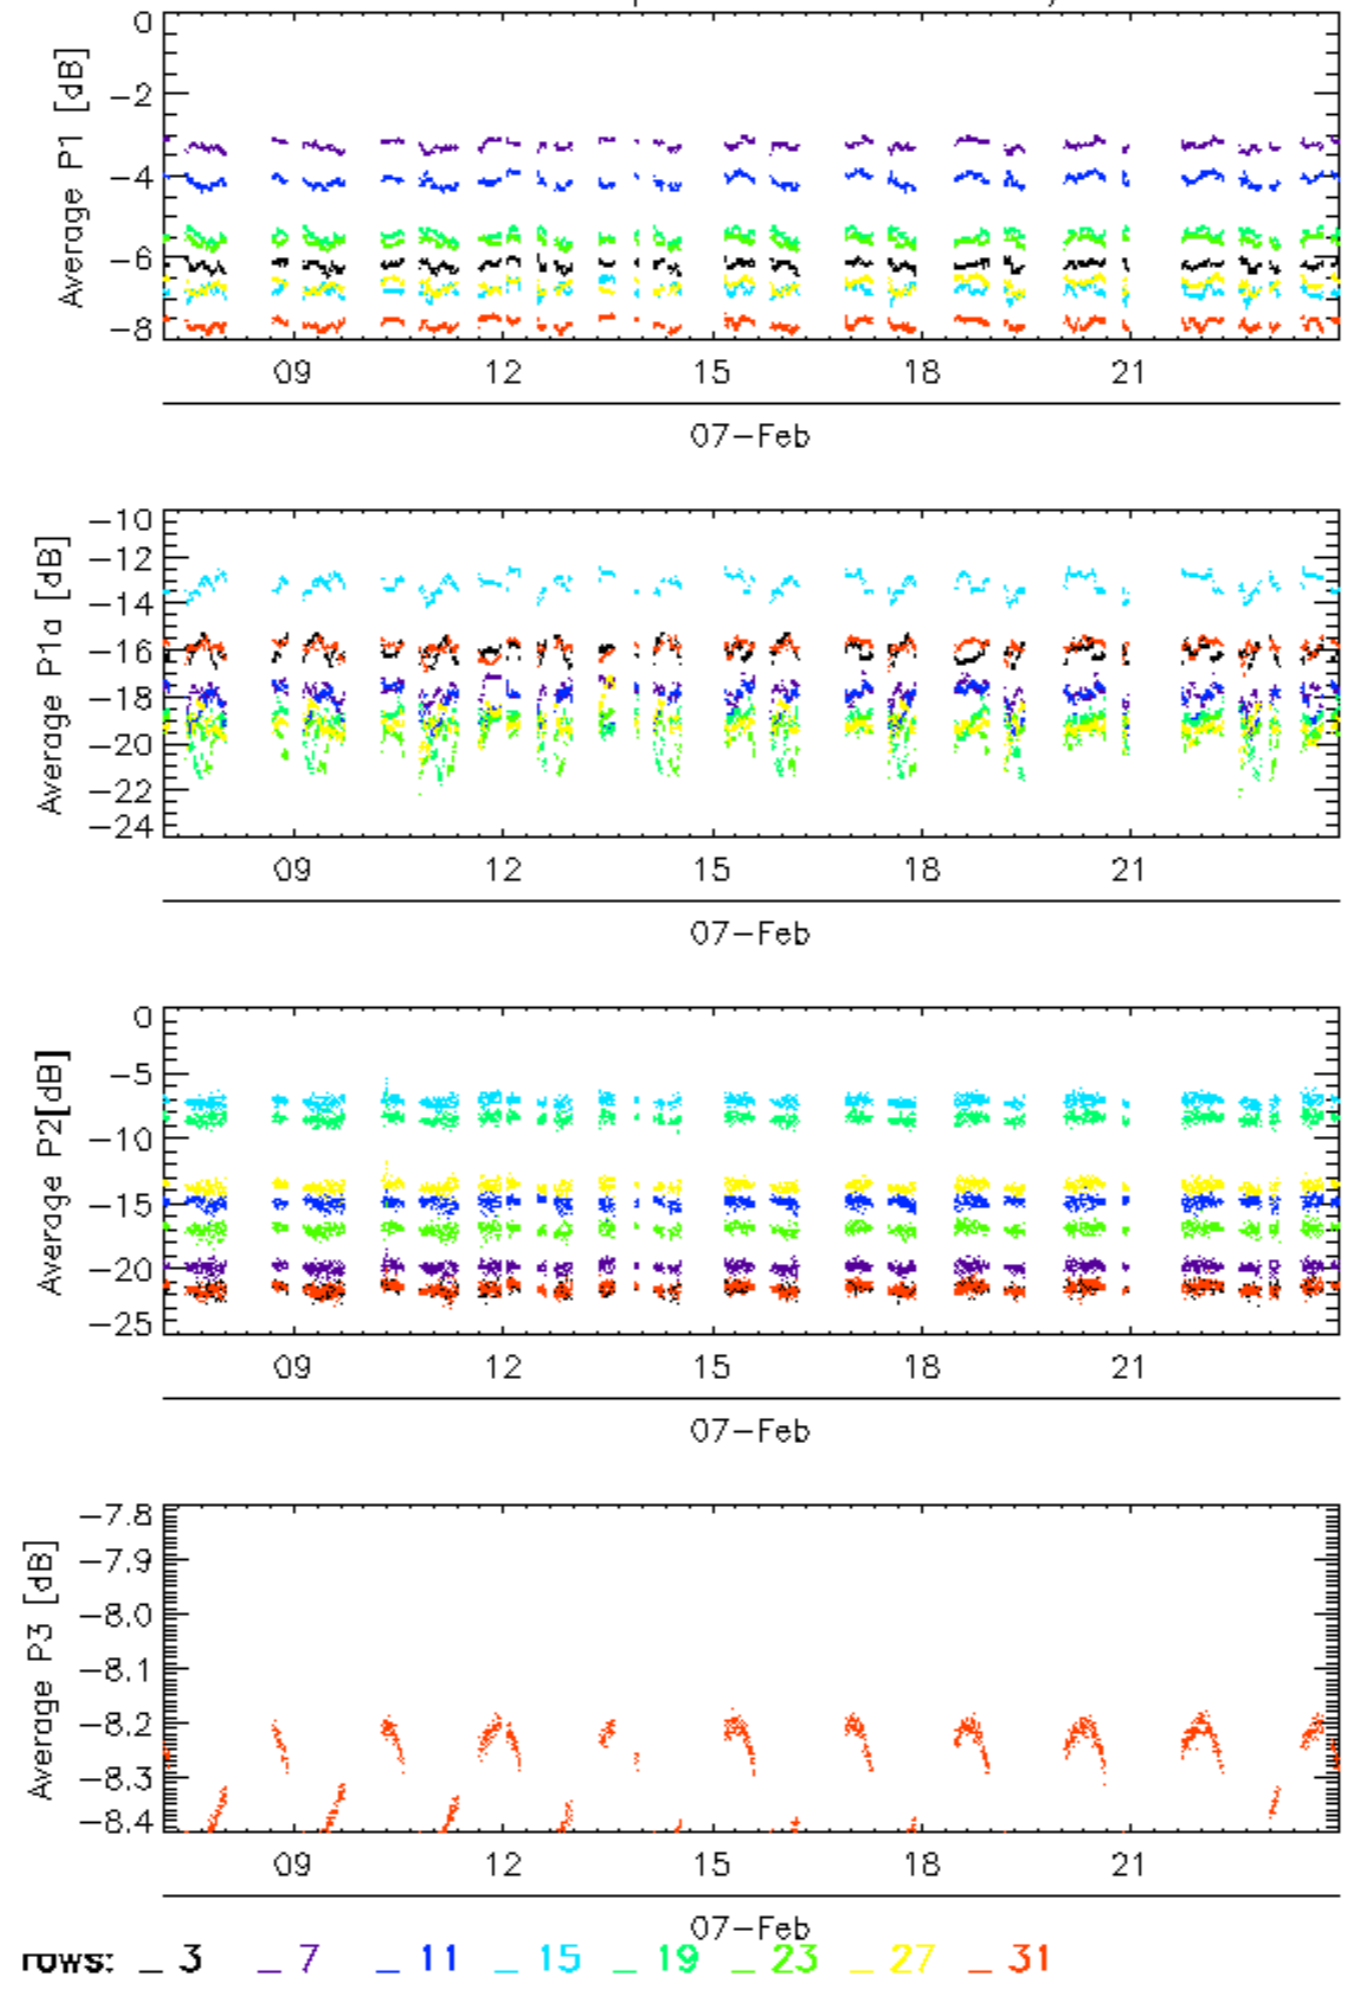 Average P1 [dB]
0
−2
−4
−6
−8
09 12 15 18 21
07−Feb
Average P1a [dB]
−10
−12
−14
−16
−18
−20
−22
−24
09 12 15 18 21
07−Feb
Average P2[dB]
0
−5
−10
−15
−20
−25
09 12 15 18 21
07−Feb
Average P3 [dB]
−7.8
−7.9
−8.0
−8.1
−8.2
−8.3
−8.4
09 12 15 18 21
07−Feb
rows: _ 3 _ 7 _ 11 _ 15 _ 19 _ 23 _ 27 _ 31